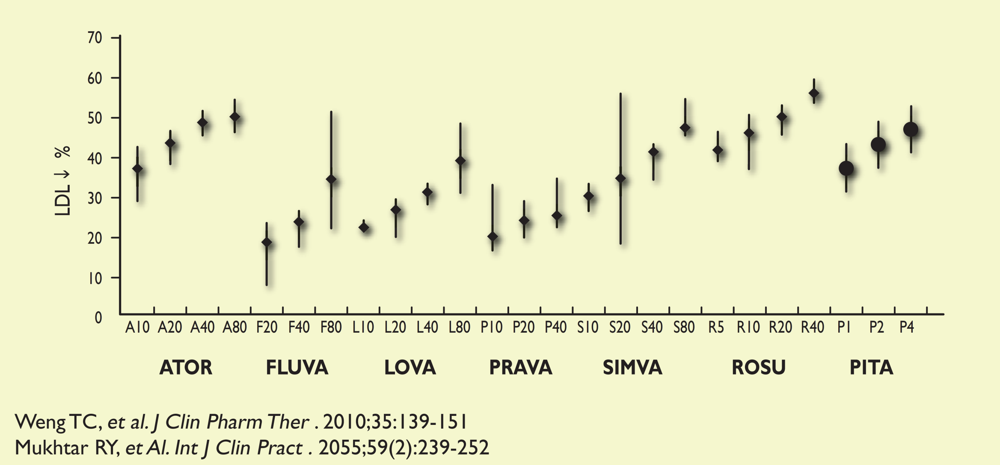 70
60
50
40
30
20
10
0
LDL↓ %
A10 A20 A40 A80 F20 F40 F80 L10 L20 L40 L80 P10 P20 P40 S10 S20 S40 S80 R5 R10 R20 R40 P1 P2 P4
ATOR FLUVA LOVA PRAVA SIMVA ROSU PITA
Weng TC, et al. J Clin Pharm Ther . 2010;35:139-151
Mukhtar RY, et Al. Int J Clin Pract . 2055;59(2):239-252